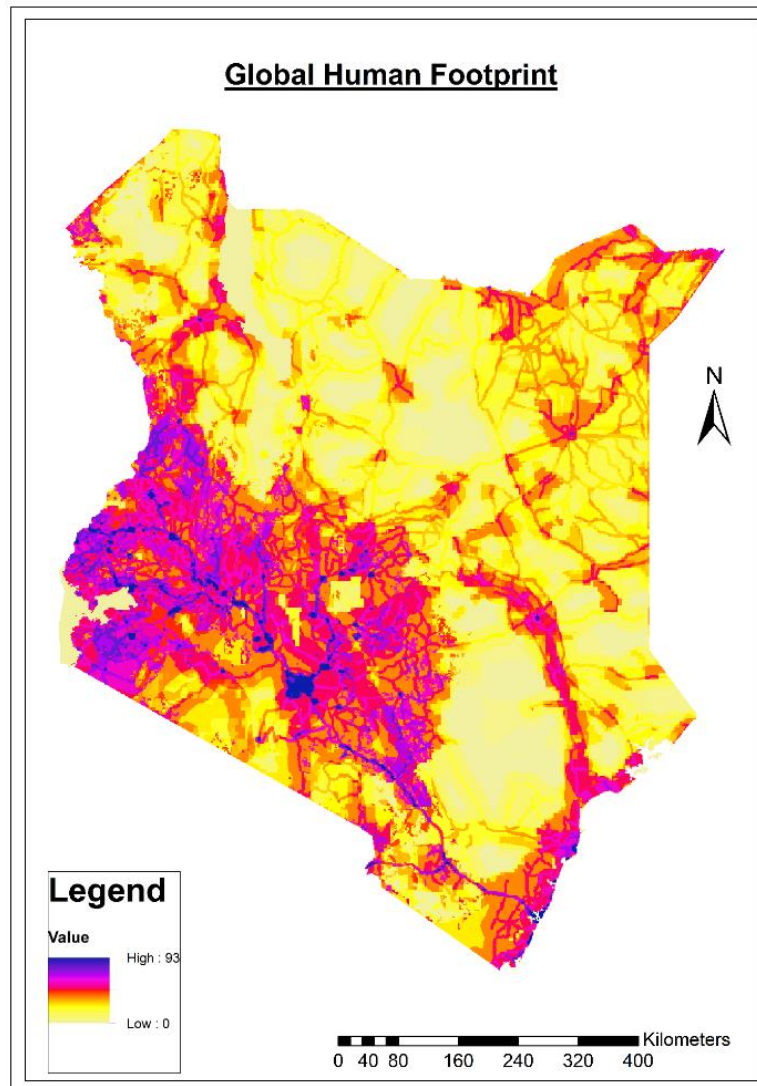 Global Human Footprint
N
Legend
Value
High : 93
Low : 0
Kilometers
0 40 80 160 240 320 400